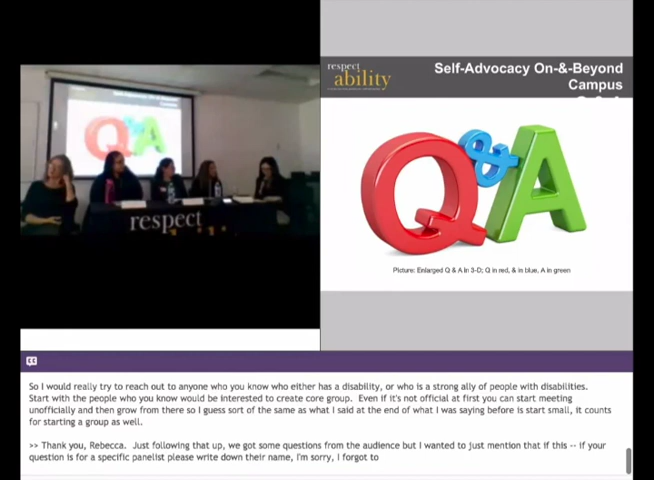 Self-Advocacy On-&-Beyond
Campus
Q&A
respect
respect
ability
Self-Advocacy On-&-Beyond
Campus
Q&A
Picture: Enlarged Q & A in 3-D; Q in red, & in blue, A in green
So I would really try to reach out to anyone who you know who either has a disability, or who is a strong ally of people with disabilities.
Start with the people who you know would be interested to create core group. Even if it's not official at first you can start meeting
unofficially and then grow from there so I guess sort of the same as what I said at the end of what I was saying before is start small, it counts
for starting a group as well.
>> Thank you, Rebecca. Just following that up, we got some questions from the audience but I wanted to just mention that if this -- if your
question is for a specific panelist please write down their name, I'm sorry, I forgot to